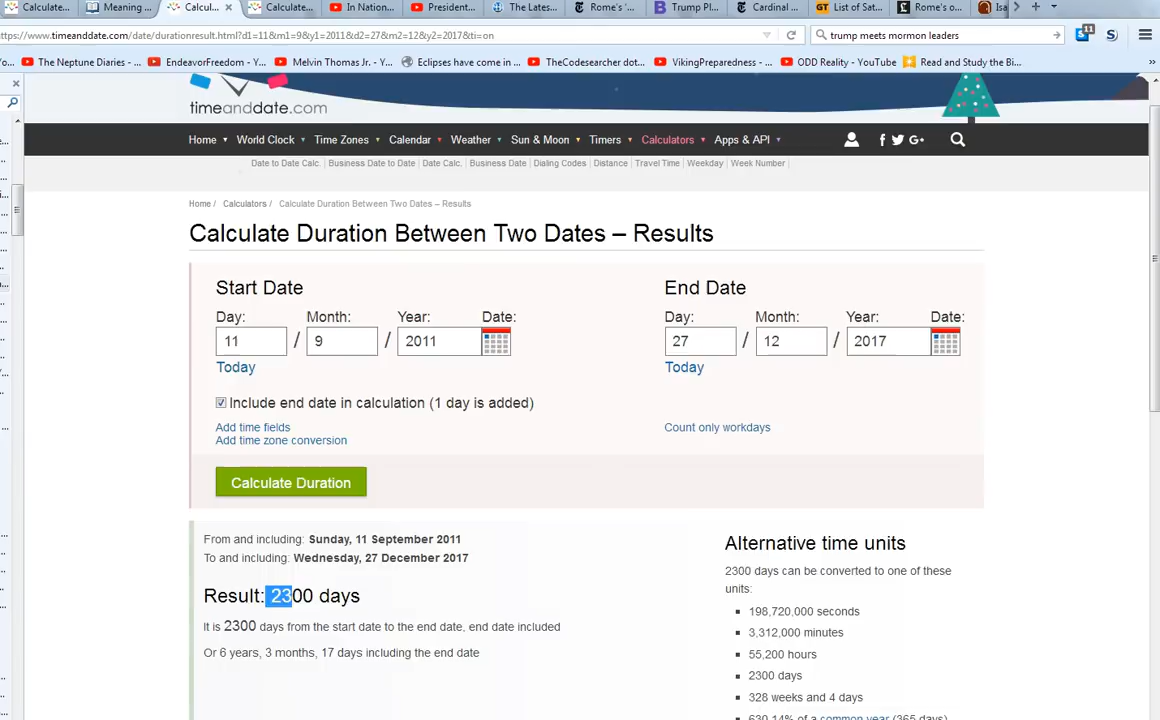 Calculate... Meaning ... Calcul... Calculate... In Nation... President... The Lates... Rome's '... Trump Pl... Cardinal ... List of Sat... Rome's o... Isa
https://www.timeanddate.com/date/durationresult.html?d1=11&m1=9&y1=2011&d2=27&m2=12&y2=2017&ti=on
trump meets mormon leaders
11
The Neptune Diaries -... EndeavorFreedom - Y... Melvin Thomas Jr. - Y... Eclipses have come in ... TheCodesearcher dot... VikingPreparedness - ... ODD Reality - YouTube Read and Study the Bi...
timeanddate.com
Home World Clock Time Zones Calendar Weather Sun & Moon Timers Calculators Apps & API
Date to Date Calc. Business Date to Date Date Calc. Business Date Dialing Codes Distance Travel Time Weekday Week Number
Home / Calculators / Calculate Duration Between Two Dates – Results
Calculate Duration Between Two Dates – Results
Start Date
Day: Month: Year: Date:
11 / 9 / 2011
Today
End Date
Day: Month: Year: Date:
27 / 12 / 2017
Today
Include end date in calculation (1 day is added)
Add time fields
Add time zone conversion
Count only workdays
Calculate Duration
From and including: Sunday, 11 September 2011
To and including: Wednesday, 27 December 2017
Result: 2300 days
It is 2300 days from the start date to the end date, end date included
Or 6 years, 3 months, 17 days including the end date
Alternative time units
2300 days can be converted to one of these
units:
198,720,000 seconds
3,312,000 minutes
55,200 hours
2300 days
328 weeks and 4 days
630.14% of a common year (365 days)